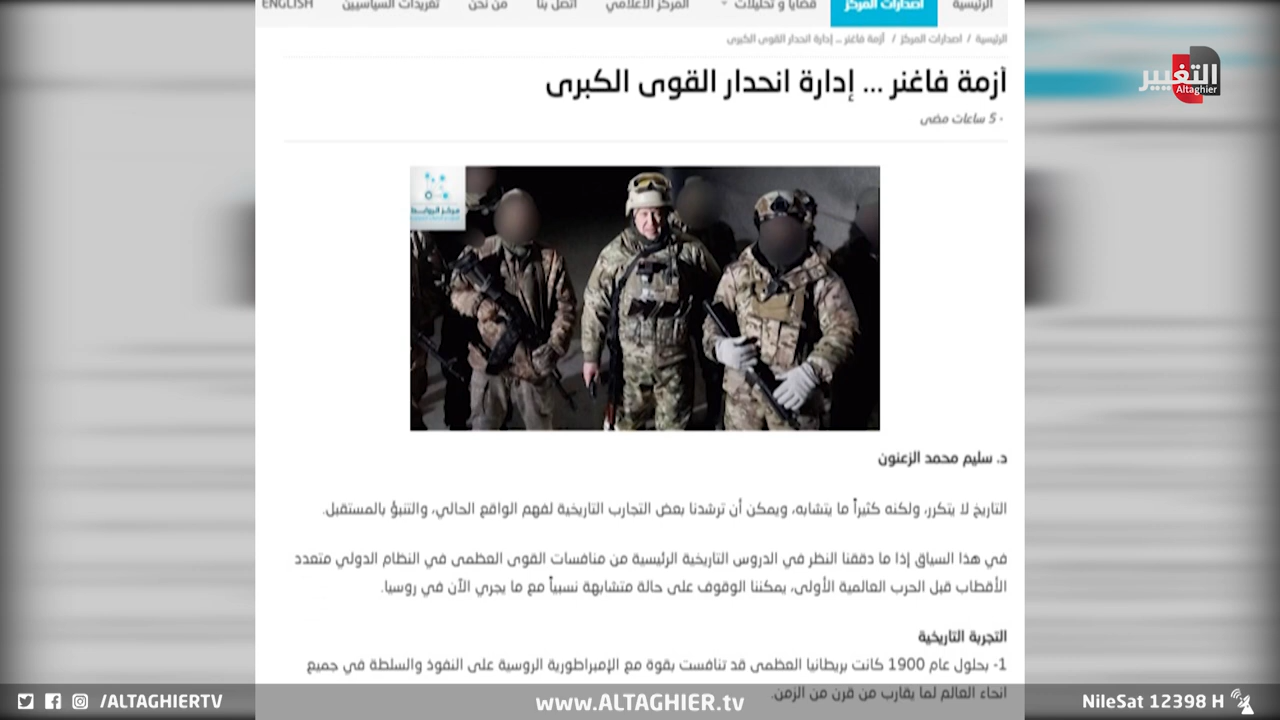 الرئيسية اصدارات المركز قضايا و تحليلات المركز الاعلامي اتصل بنا من نحن تغريدات السياسيين ENGLISH
الرئيسية / اصدارات المركز / أزمة فاغنر ... إدارة انحدار القوى الكبرى
التغيير
Altaghier
أزمة فاغنر ... إدارة انحدار القوى الكبرى
5 ساعات مضى
د. سليم محمد الزعنون
التاريخ لا يتكرر، ولكنه كثيراً ما يتشابه، ويمكن أن ترشدنا بعض التجارب التاريخية لفهم الواقع الحالي، والتنبؤ بالمستقبل.
في هذا السياق إذا ما دققنا النظر في الدروس التاريخية الرئيسية من منافسات القوى العظمى في النظام الدولي متعدد
الأقطاب قبل الحرب العالمية الأولى، يمكننا الوقوف على حالة متشابهة نسبياً مع ما يجري الآن في روسيا.
التجربة التاريخية
1- بحلول عام 1900 كانت بريطانيا العظمى قد تنافست بقوة مع الإمبراطورية الروسية على النفوذ والسلطة في جميع
انحاء العالم لما يقارب من قرن من الزمن.
/ALTAGHIERTV
www.ALTAGHIER.tv
NileSat 12398 H